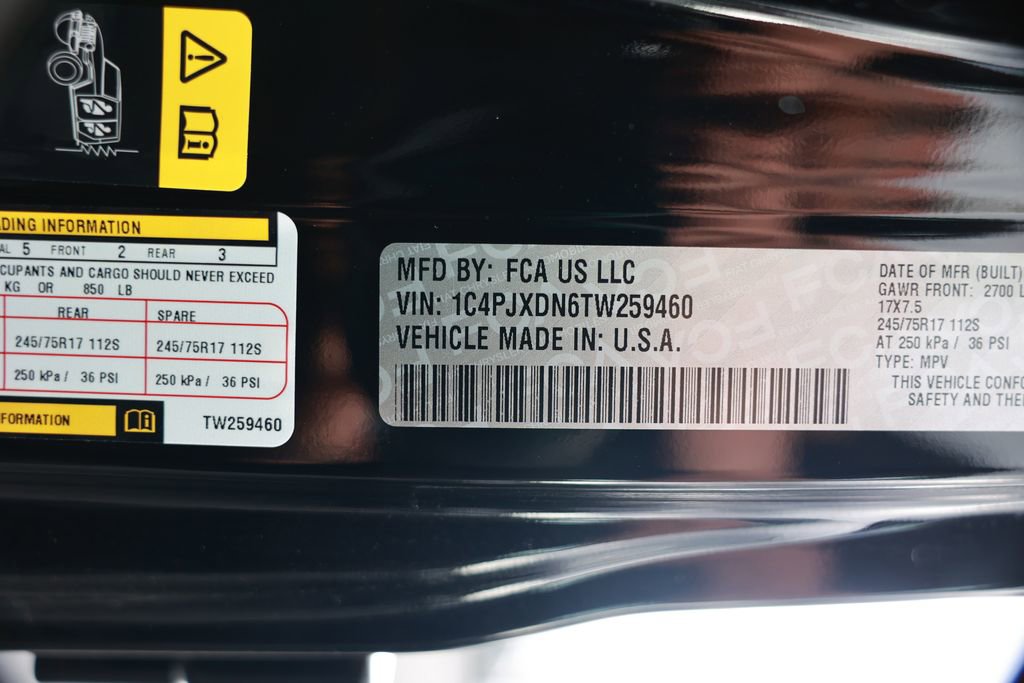 DING INFORMATION
AL 5 FRONT 2 REAR 3
CUPANTS AND CARGO SHOULD NEVER EXCEED
KG OR 850 LB
REAR SPARE
245/75R17 112S 245/75R17 112S
250 kPa / 36 PSI 250 kPa / 36 PSI
FORMATION
TW259460
MFD BY: FCA US LLC
VIN: 1C4PJXDN6TW259460
VEHICLE MADE IN: U.S.A.
DATE OF MFR (BUILT)
GAWR FRONT: 2700 L
17X7.5
245/75R17 112S
AT 250 kPa / 36 PSI
TYPE: MPV
THIS VEHICLE CONFO
SAFETY AND THE